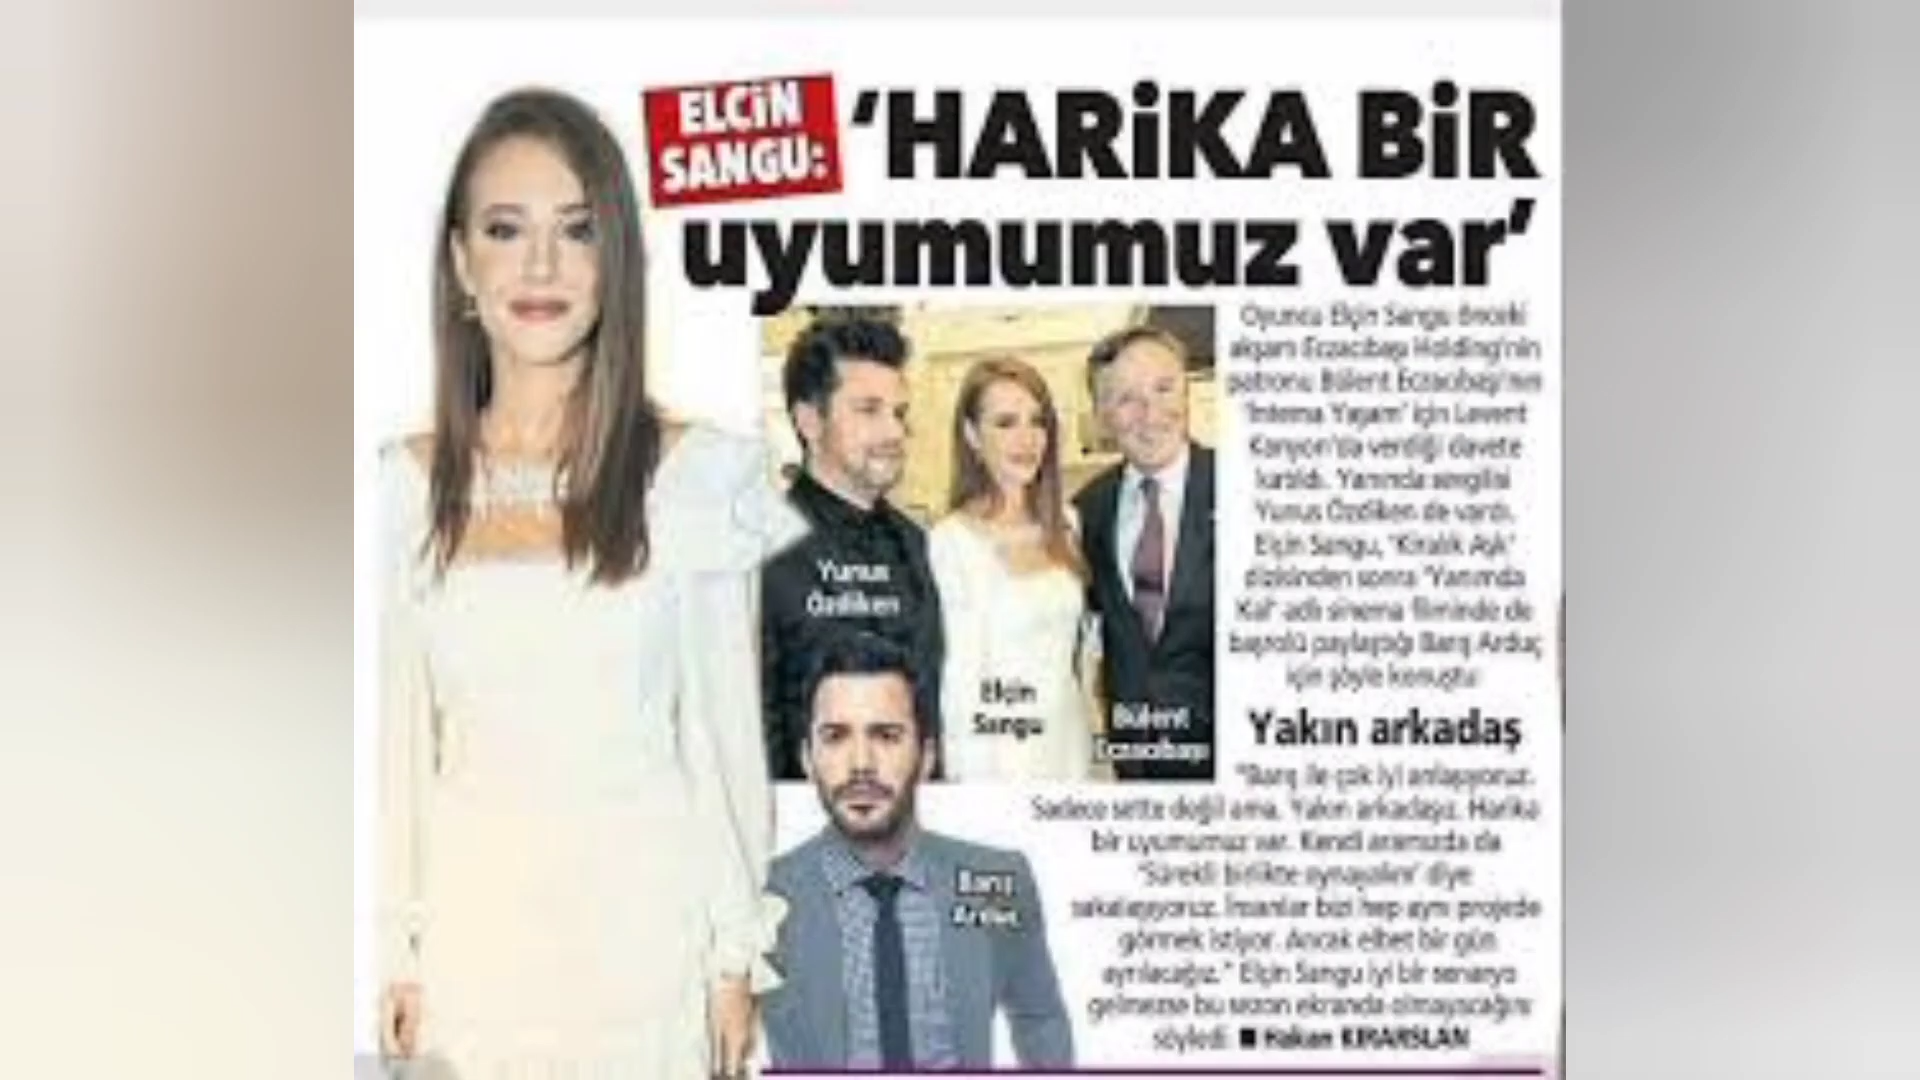 ELÇİN
SANGU:
'HARİKA BİR
uyumumuz var'
Oyuncu Elçin Sangu önceki
akşam Eczacıbaşı Holding'nin
patronu Bülent Eczacıbaşı'nın
'Intema Yaşam' için Levent
Kanyon'da verdiği davete
katıldı. Yanında sevgilisi
Yunus Özdiken de vardı.
Elçin Sangu, 'Kiralık Aşk'
dizisinden sonra 'Yanımda
Kal' adlı sinema filminde de
başrolü paylaştığı Barış Arduç
için şöyle konuştu:
Yunus
Özdiken
Elçin
Sangu
Bülent
Eczacıbaşı
Barış
Arduç
Yakın arkadaş
"Barış ile çok iyi anlaşıyoruz.
Sadece sette değil ama. Yakın arkadaşız. Harika
bir uyumumuz var. Kendi aramızda da
'Sürekli birlikte oynayalım' diye
şakalaşıyoruz. İnsanlar bizi hep aynı projede
görmek istiyor. Ancak elbet bir gün
ayrılacağız." Elçin Sangu iyi bir senaryo
gelmezse bu sezon ekranda olmayacağını
söyledi. ■ Hakan KIRARSLAN